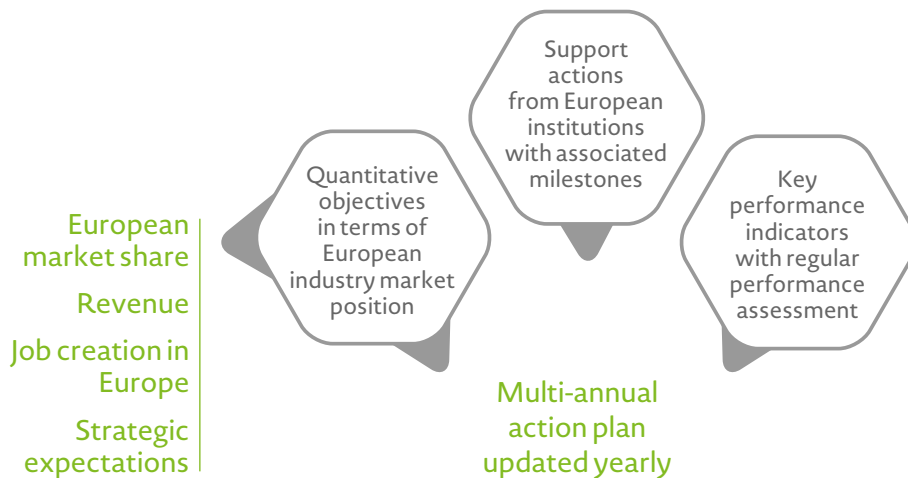 Support
actions
from European
institutions
with associated
milestones
Quantitative
objectives
in terms of
European
industry market
position
Key
performance
indicators
with regular
performance
assessment
European
market share
Revenue
Job creation in
Europe
Strategic
expectations
Multi-annual
action plan
updated yearly